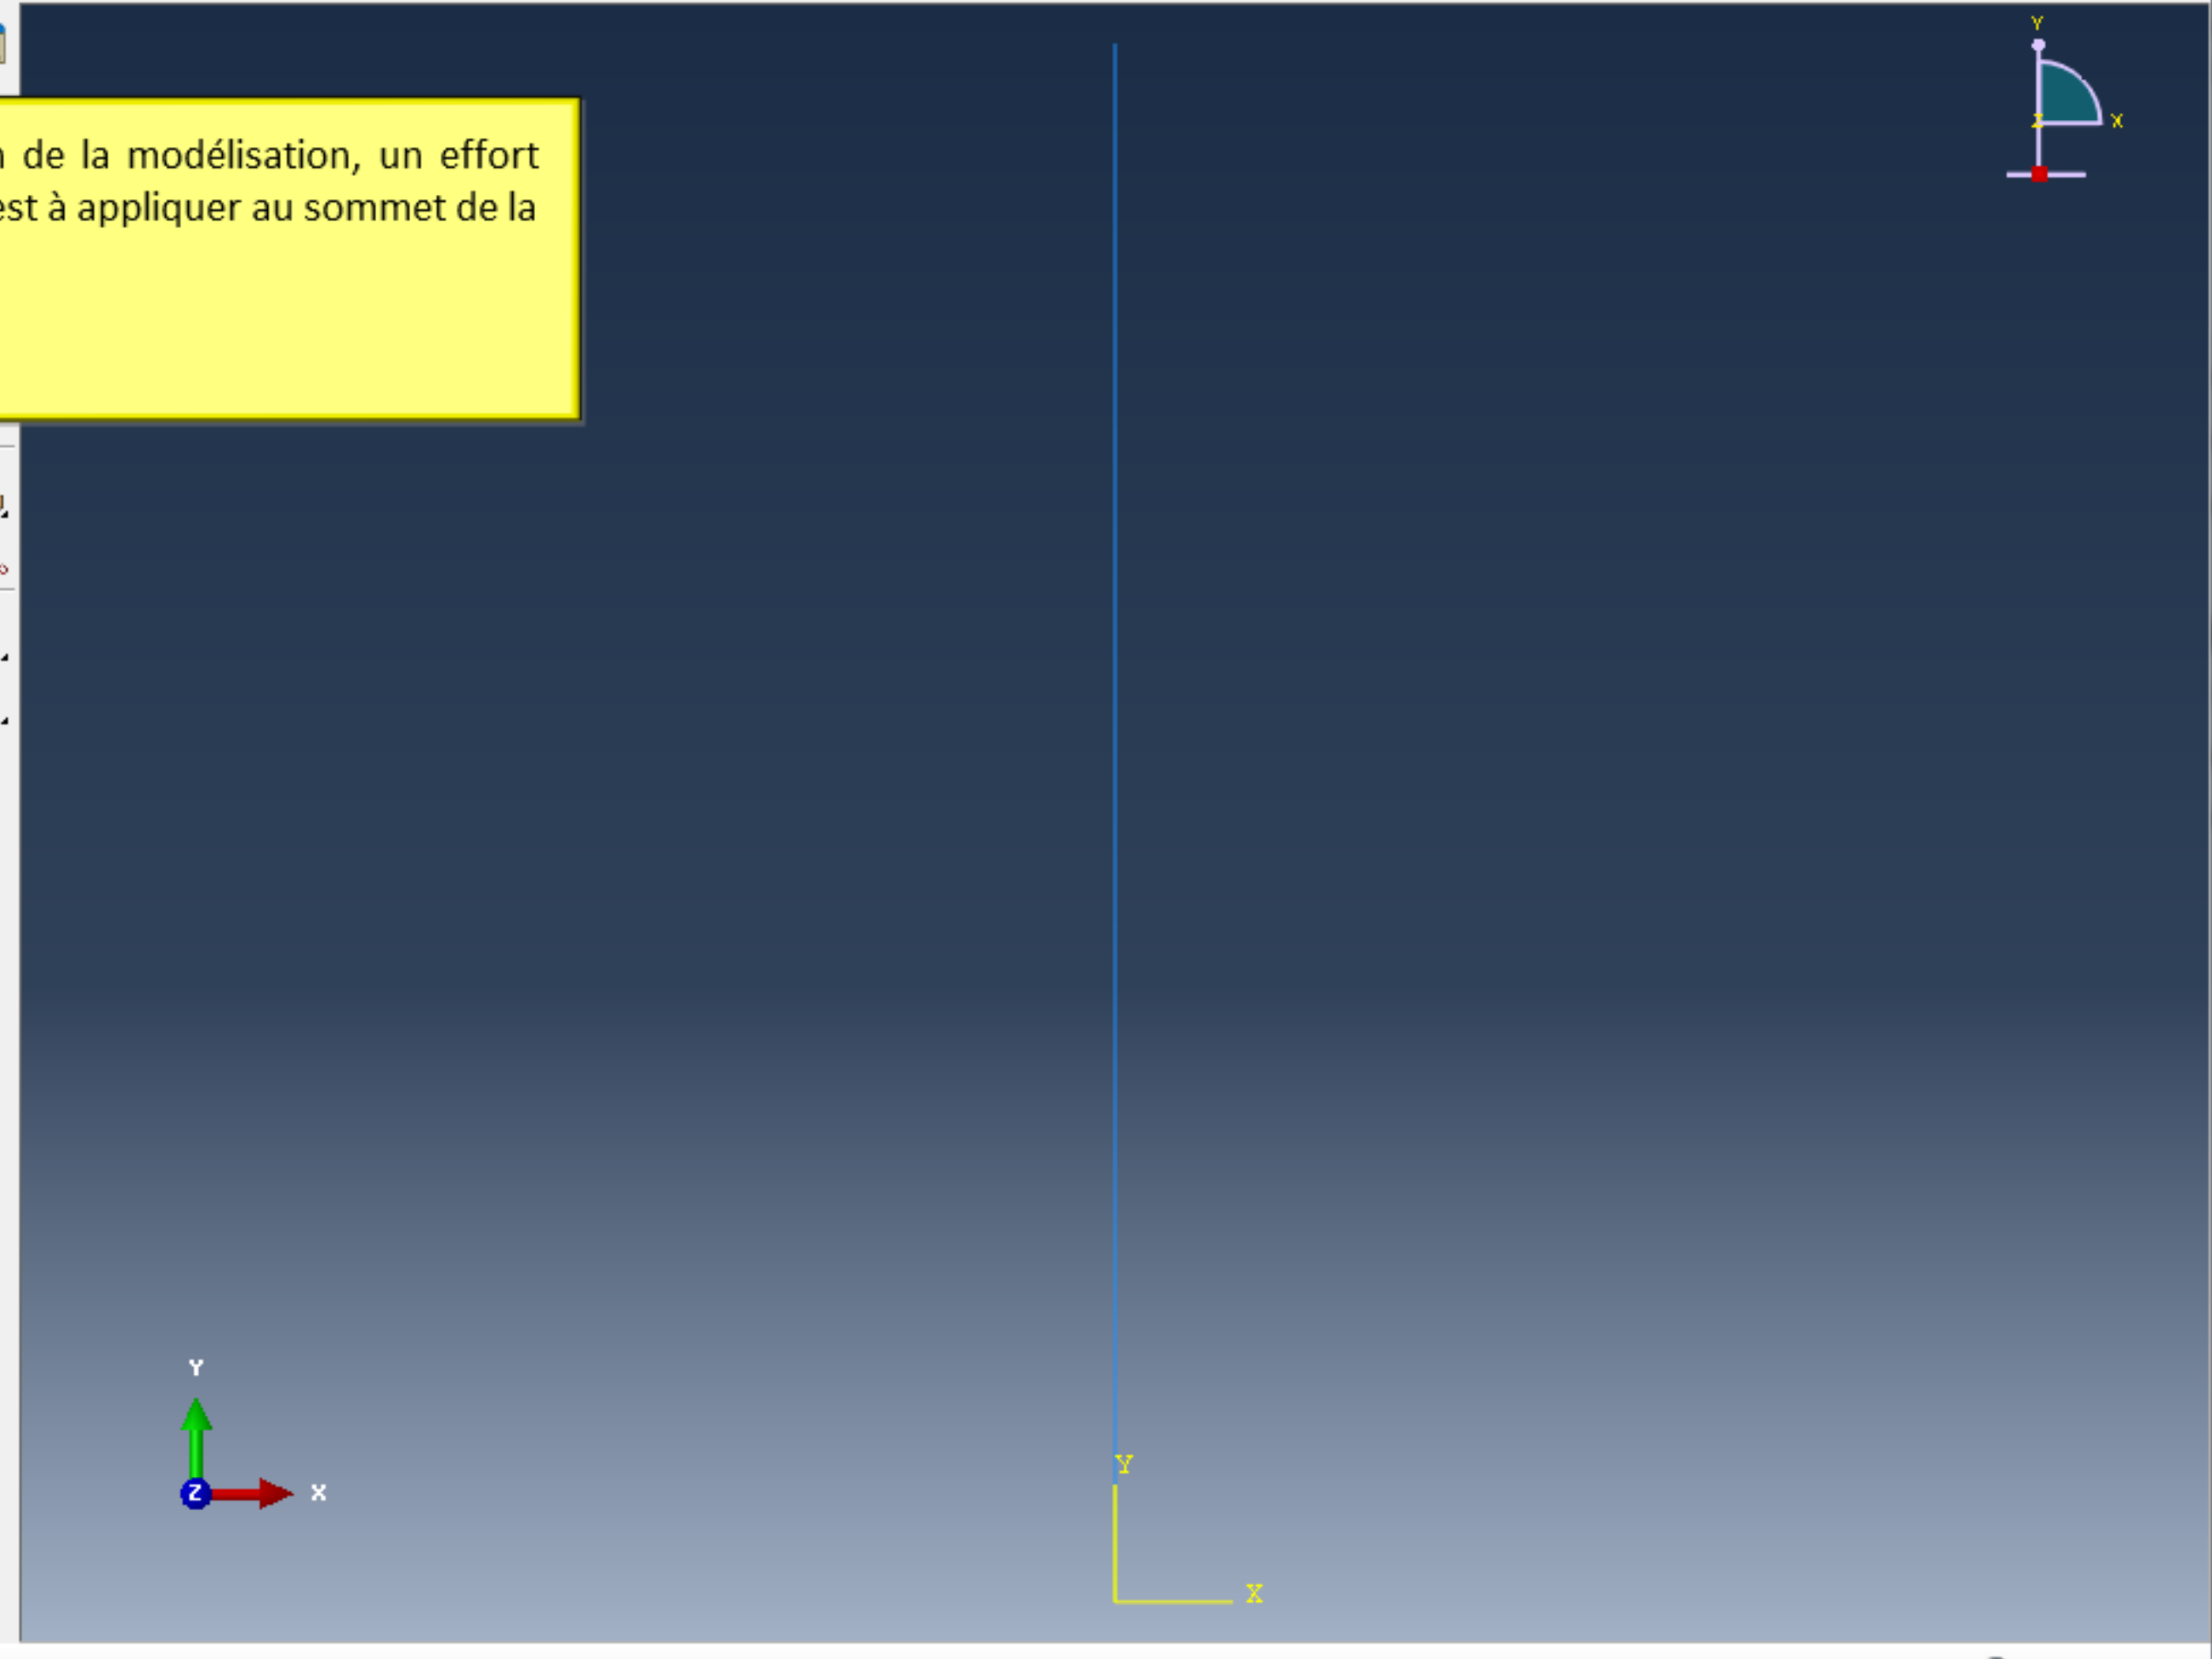 de la modélisation, un effort
est à appliquer au sommet de la
Y
Z X
Y
Z X
Y
X